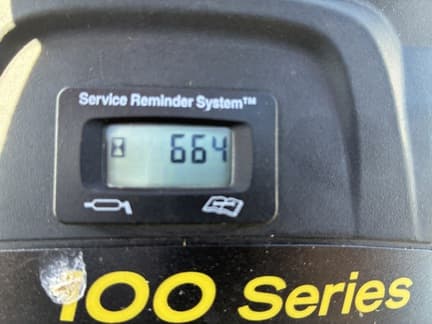 Service Reminder System™
664
100 Series